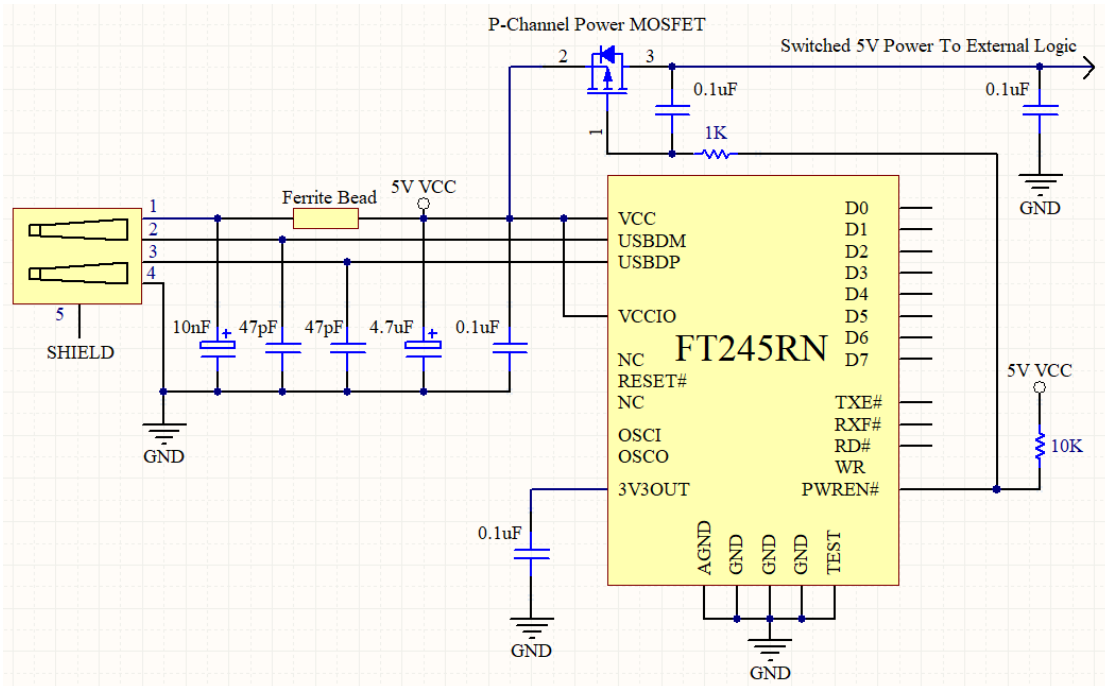 P-Channel Power MOSFET
2
3
Switched 5V Power To External Logic
0.1uF
0.1uF
1
1K
GND
Ferrite Bead
5V VCC
1
2
3
4
5
SHIELD
10nF
+
47pF
47pF
4.7uF
+
0.1uF
GND
VCC
USBDM
USBDP
VCCIO
NC
RESET#
NC
OSCI
OSCO
3V3OUT
FT245RN
D0
D1
D2
D3
D4
D5
D6
D7
TXE#
RXF#
RD#
WR
PWREN#
5V VCC
10K
AGND
GND
GND
GND
TEST
0.1uF
GND
GND